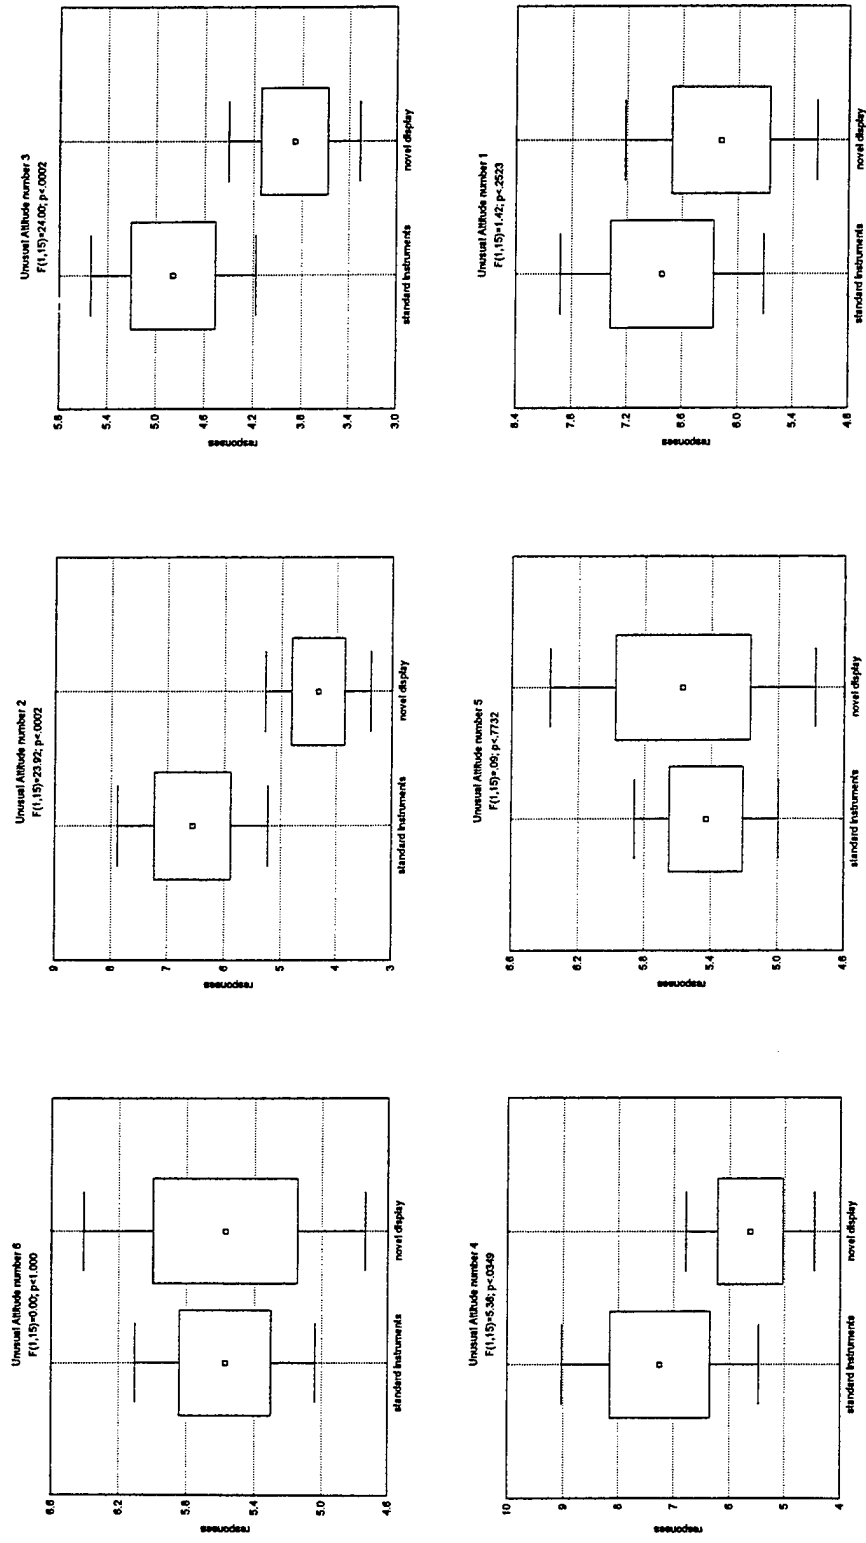 Unusual Attitude number 3
F(1,15)=24.00; p<.0002
responses
5.8
5.4
5.0
4.6
4.2
3.8
3.4
3.0
standard instruments
novel display
Unusual Attitude number 1
F(1,15)=1.42; p<.2523
responses
8.4
7.8
7.2
6.6
6.0
5.4
4.8
standard instruments
novel display
Unusual Attitude number 2
F(1,15)=23.92; p<.0002
responses
9
8
7
6
5
4
3
standard instruments
novel display
Unusual Attitude number 5
F(1,15)=.09; p<.7732
responses
6.6
6.2
5.8
5.4
5.0
4.6
standard instruments
novel display
Unusual Attitude number 6
F(1,15)=0.00; p<1.000
responses
6.6
6.2
5.8
5.4
5.0
4.6
standard instruments
novel display
Unusual Attitude number 4
F(1,15)=5.38; p<.0349
responses
10
9
8
7
6
5
4
standard instruments
novel display